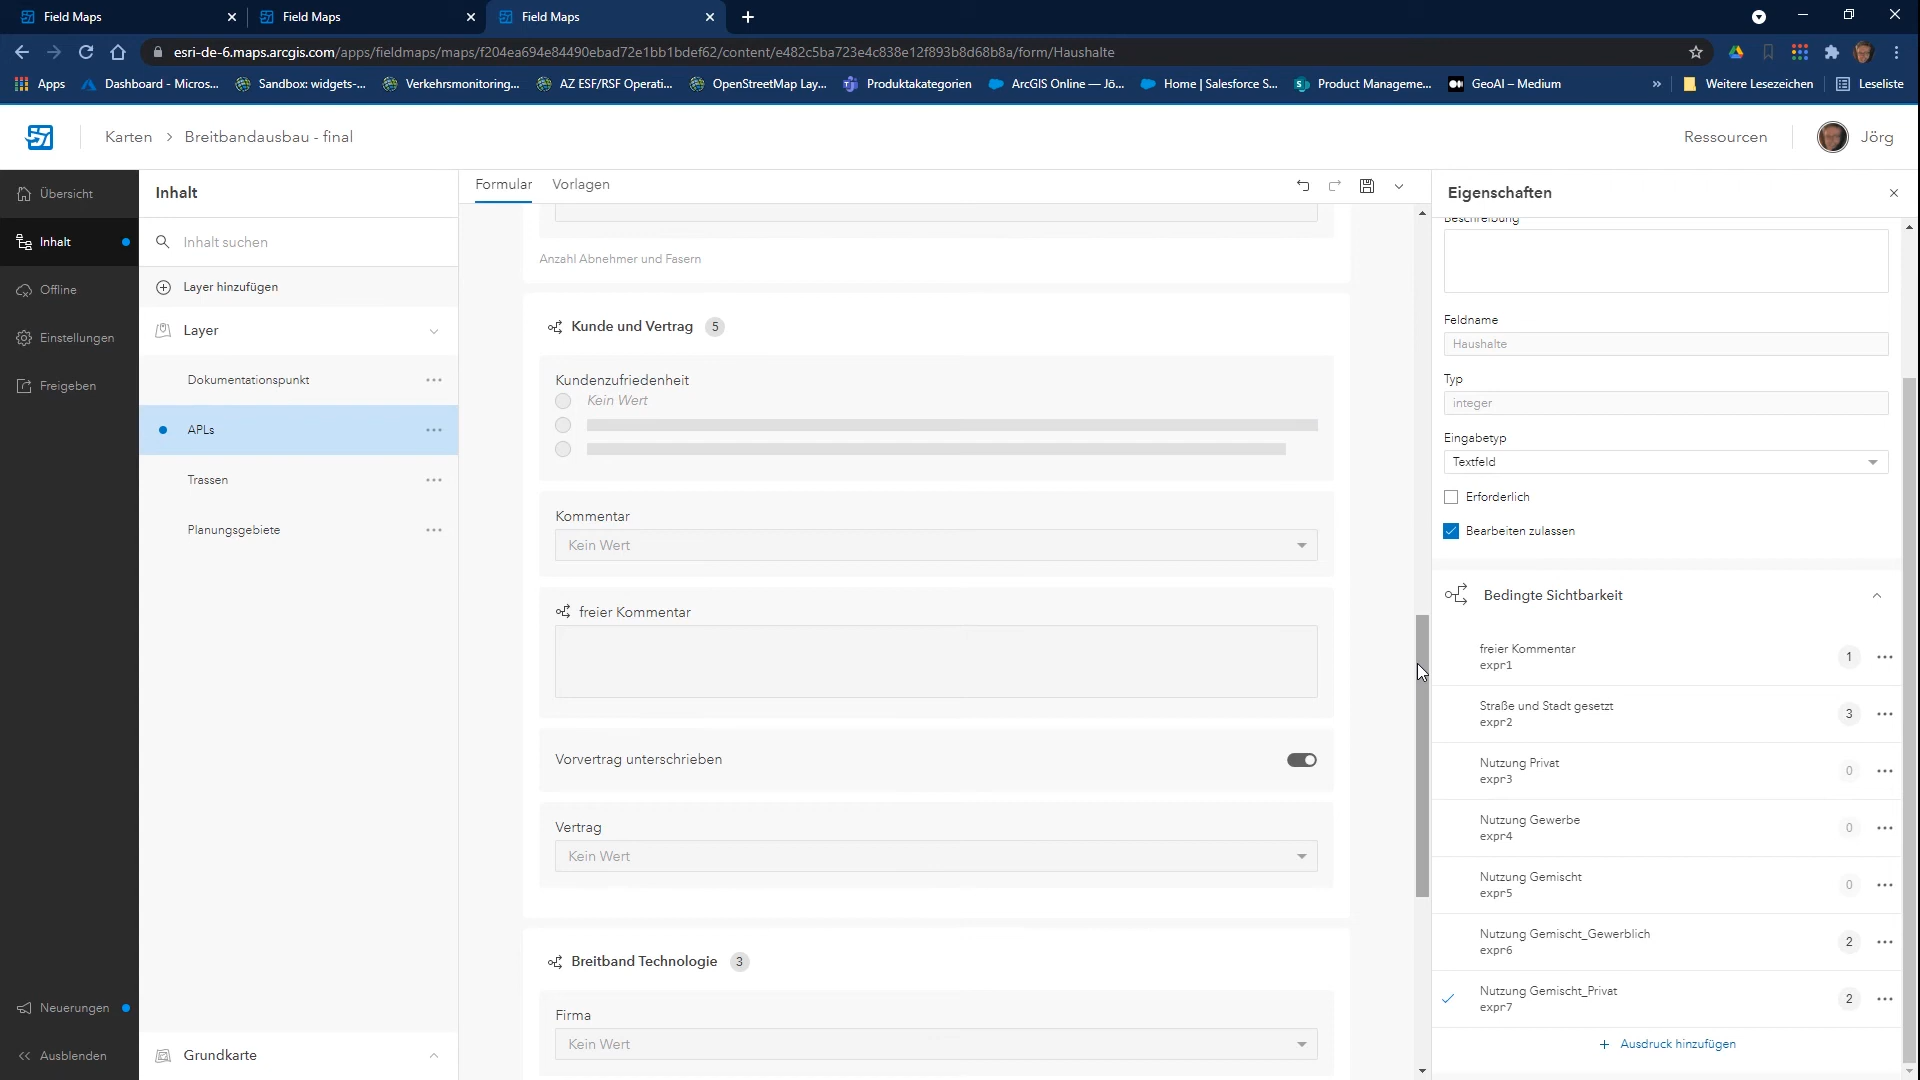 Field Maps
Field Maps
Field Maps
esri-de-6.maps.arcgis.com/apps/fieldmaps/maps/f204ea694e84490ebad72e1bb1bdef62/content/e482c5ba723e4c838e12f893b8d68b8a/form/Haushalte
Apps
Dashboard - Micros...
Sandbox: widgets-...
Verkehrsmonitoring...
AZ ESF/RSF Operati...
OpenStreetMap Lay...
Produktakategorien
ArcGIS Online — Jö...
Home | Salesforce S...
Product Manageme...
GeoAI – Medium
»
Weitere Lesezeichen
Leseliste
Karten > Breitbandausbau - final
Ressourcen
Jörg
Übersicht
Inhalt
Offline
Einstellungen
Freigeben
Neuerungen
Ausblenden
Inhalt
Inhalt suchen
Layer hinzufügen
Layer
Dokumentationspunkt
APLs
Trassen
Planungsgebiete
Grundkarte
Formular
Vorlagen
Anzahl Abnehmer und Fasern
Kunde und Vertrag 5
Kundenzufriedenheit
Kein Wert
Kommentar
Kein Wert
freier Kommentar
Vorvertrag unterschrieben
Vertrag
Kein Wert
Breitband Technologie 3
Firma
Kein Wert
Eigenschaften
Beschreibung
Feldname
Haushalte
Typ
integer
Eingabetyp
Textfeld
Erforderlich
Bearbeiten zulassen
Bedingte Sichtbarkeit
freier Kommentar
expr1
1
Straße und Stadt gesetzt
expr2
3
Nutzung Privat
expr3
0
Nutzung Gewerbe
expr4
0
Nutzung Gemischt
expr5
0
Nutzung Gemischt_Gewerblich
expr6
2
Nutzung Gemischt_Privat
expr7
2
+ Ausdruck hinzufügen